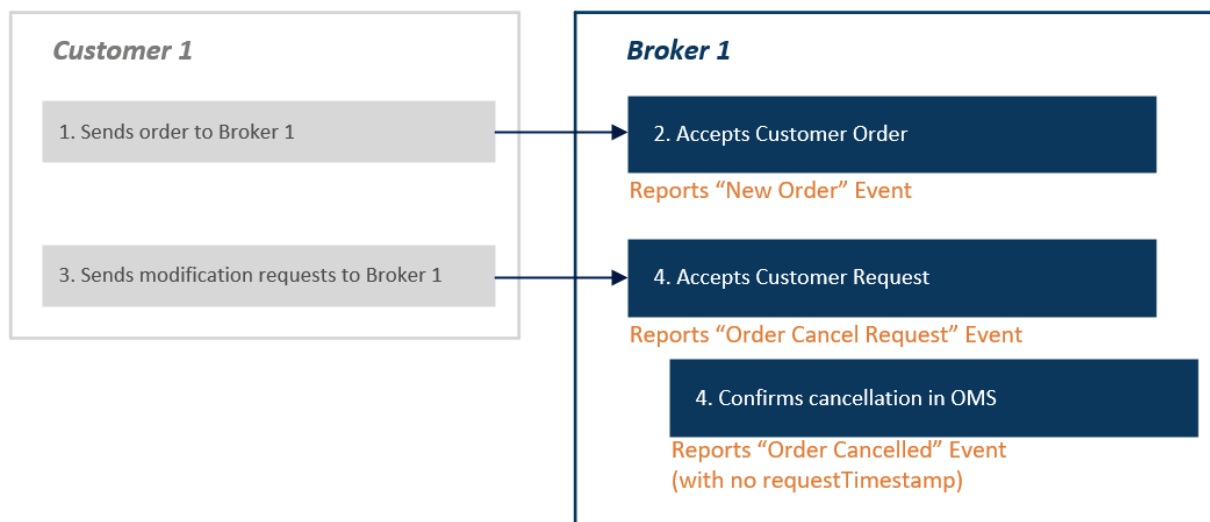 Customer 1
Broker 1
1. Sends order to Broker 1
2. Accepts Customer Order
Reports “New Order” Event
3. Sends modification requests to Broker 1
4. Accepts Customer Request
Reports “Order Cancel Request” Event
4. Confirms cancellation in OMS
Reports “Order Cancelled” Event
(with no requestTimestamp)